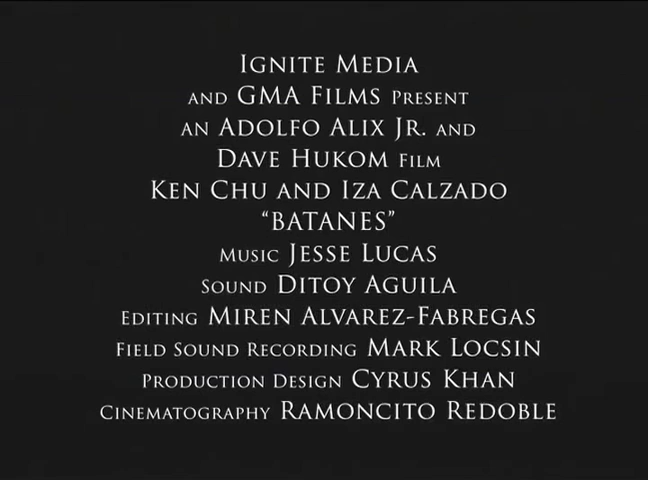 Ignite Media
and GMA Films Present
an Adolfo Alix Jr. and
Dave Hukom Film
Ken Chu and Iza Calzado
“BATANES”
Music Jesse Lucas
Sound Ditoy Aguila
Editing Miren Alvarez-Fabregas
Field Sound Recording Mark Locsin
Production Design Cyrus Khan
Cinematography Ramoncito Redoble